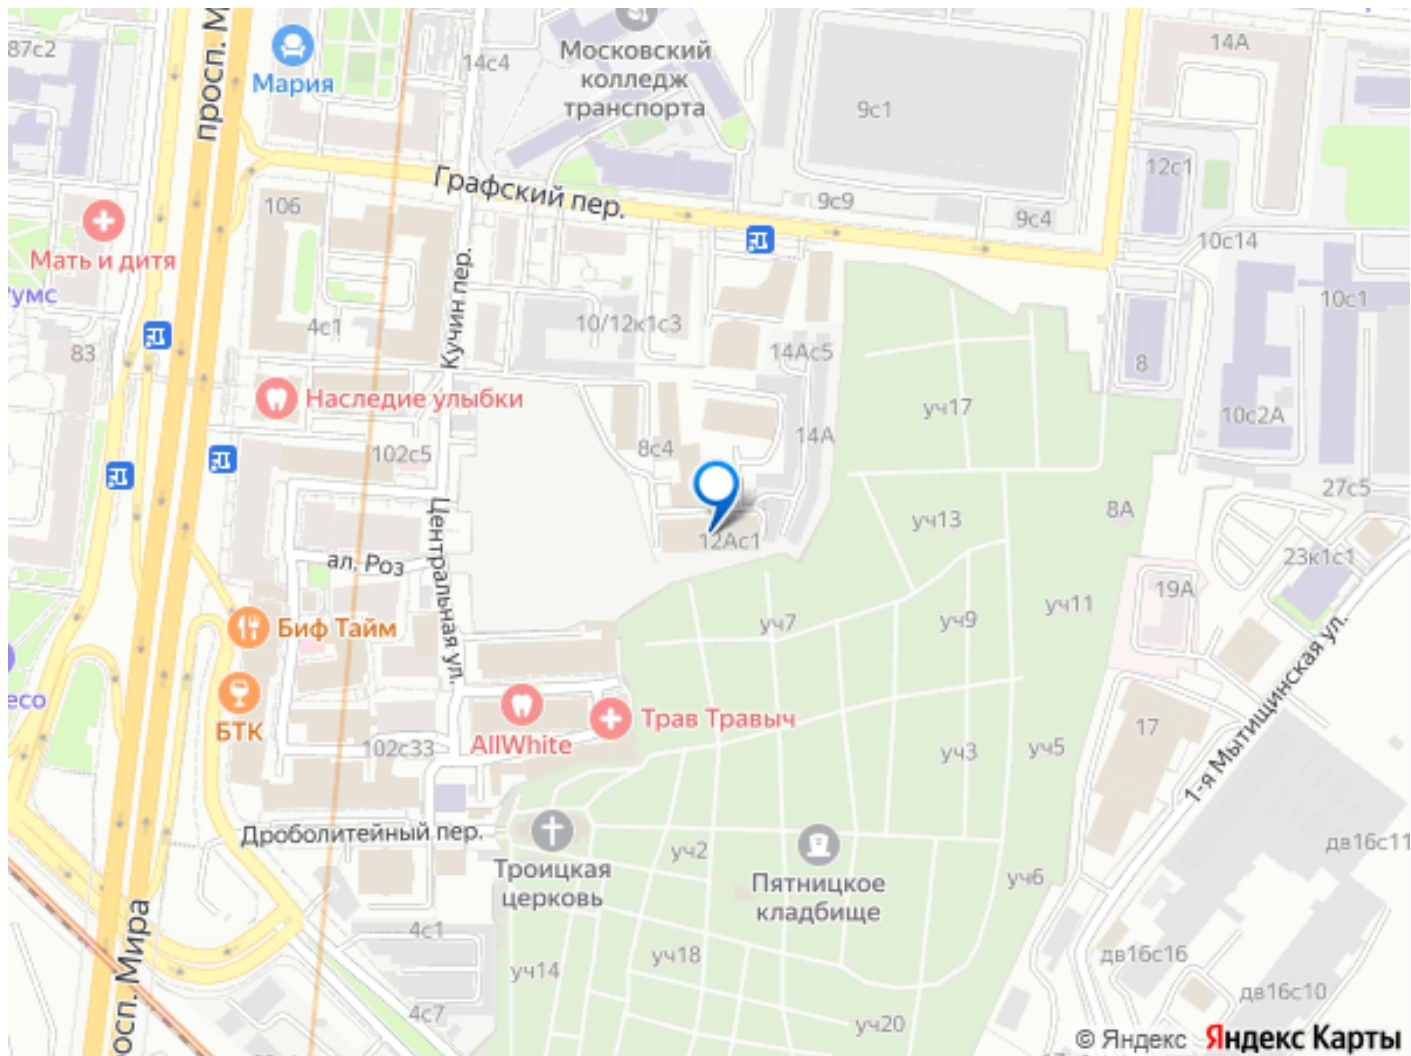 87с2
просп. М
Мария
14с4
Московский
колледж
транспорта
9с1
14А
12с1
Графский пер.
106
9с9
9с4
10с14
Мать и дитя
Румс
Кучин пер.
4с1
10/12к1с3
10с1
83
14Ас5
8
Наследие улыбки
уч17
10с2А
102с5
8с4
14А
27с5
Центральная ул.
12Ас1
уч13
8А
23к1с1
ал. Роз
19А
уч11
уч7
уч9
Биф Тайм
1-я Мытищинская ул.
есо
БТК
AllWhite
Трав Травыч
102с33
уч3
уч5
17
Дроболитейный пер.
Троицкая
церковь
уч2
Пятницкое
кладбище
уч6
дв16с11
просп. Мира
4с1
уч14
уч18
дв16с16
дв16с10
4с7
уч20
© Яндекс Яндекс Карты